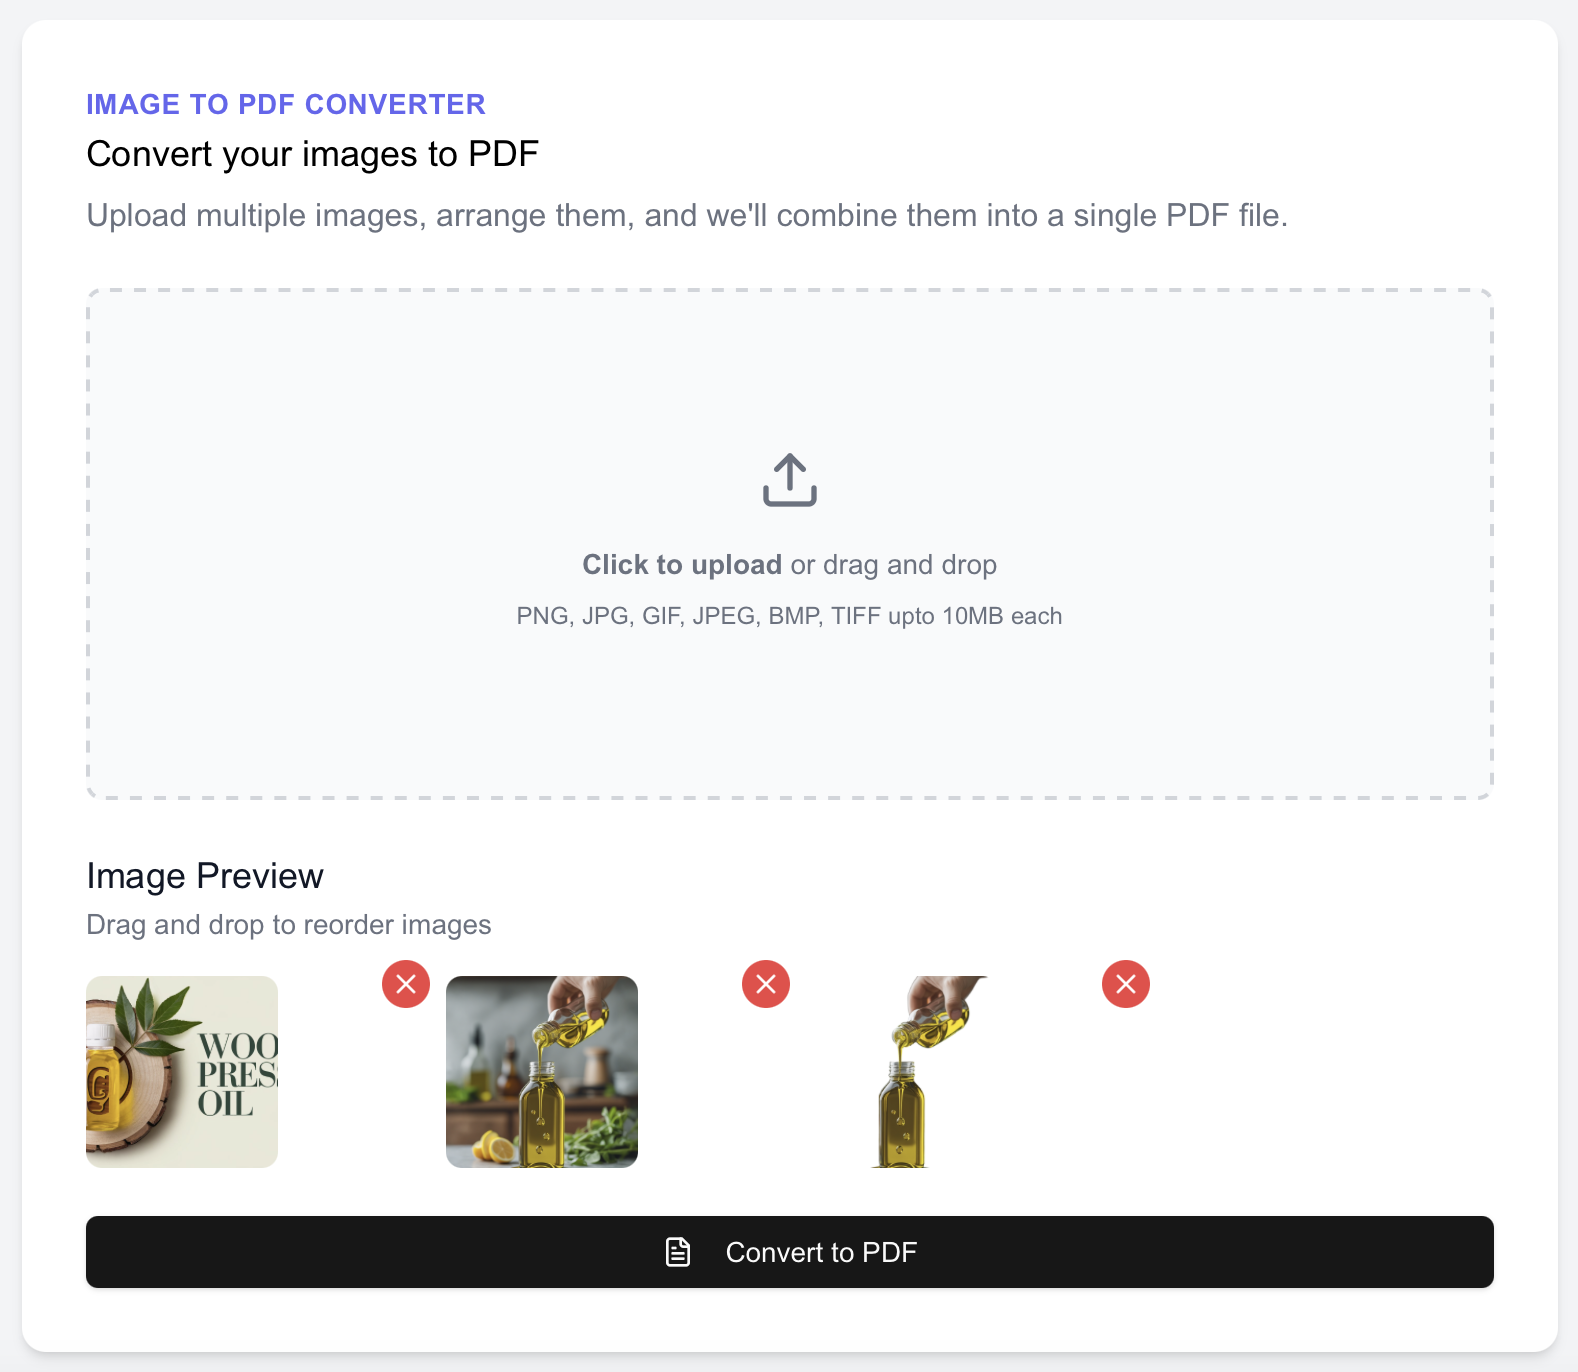 IMAGE TO PDF CONVERTER
Convert your images to PDF
Upload multiple images, arrange them, and we'll combine them into a single PDF file.
Click to upload or drag and drop
PNG, JPG, GIF, JPEG, BMP, TIFF upto 10MB each
Image Preview
Drag and drop to reorder images
G
WOO
PRES
OIL
Convert to PDF